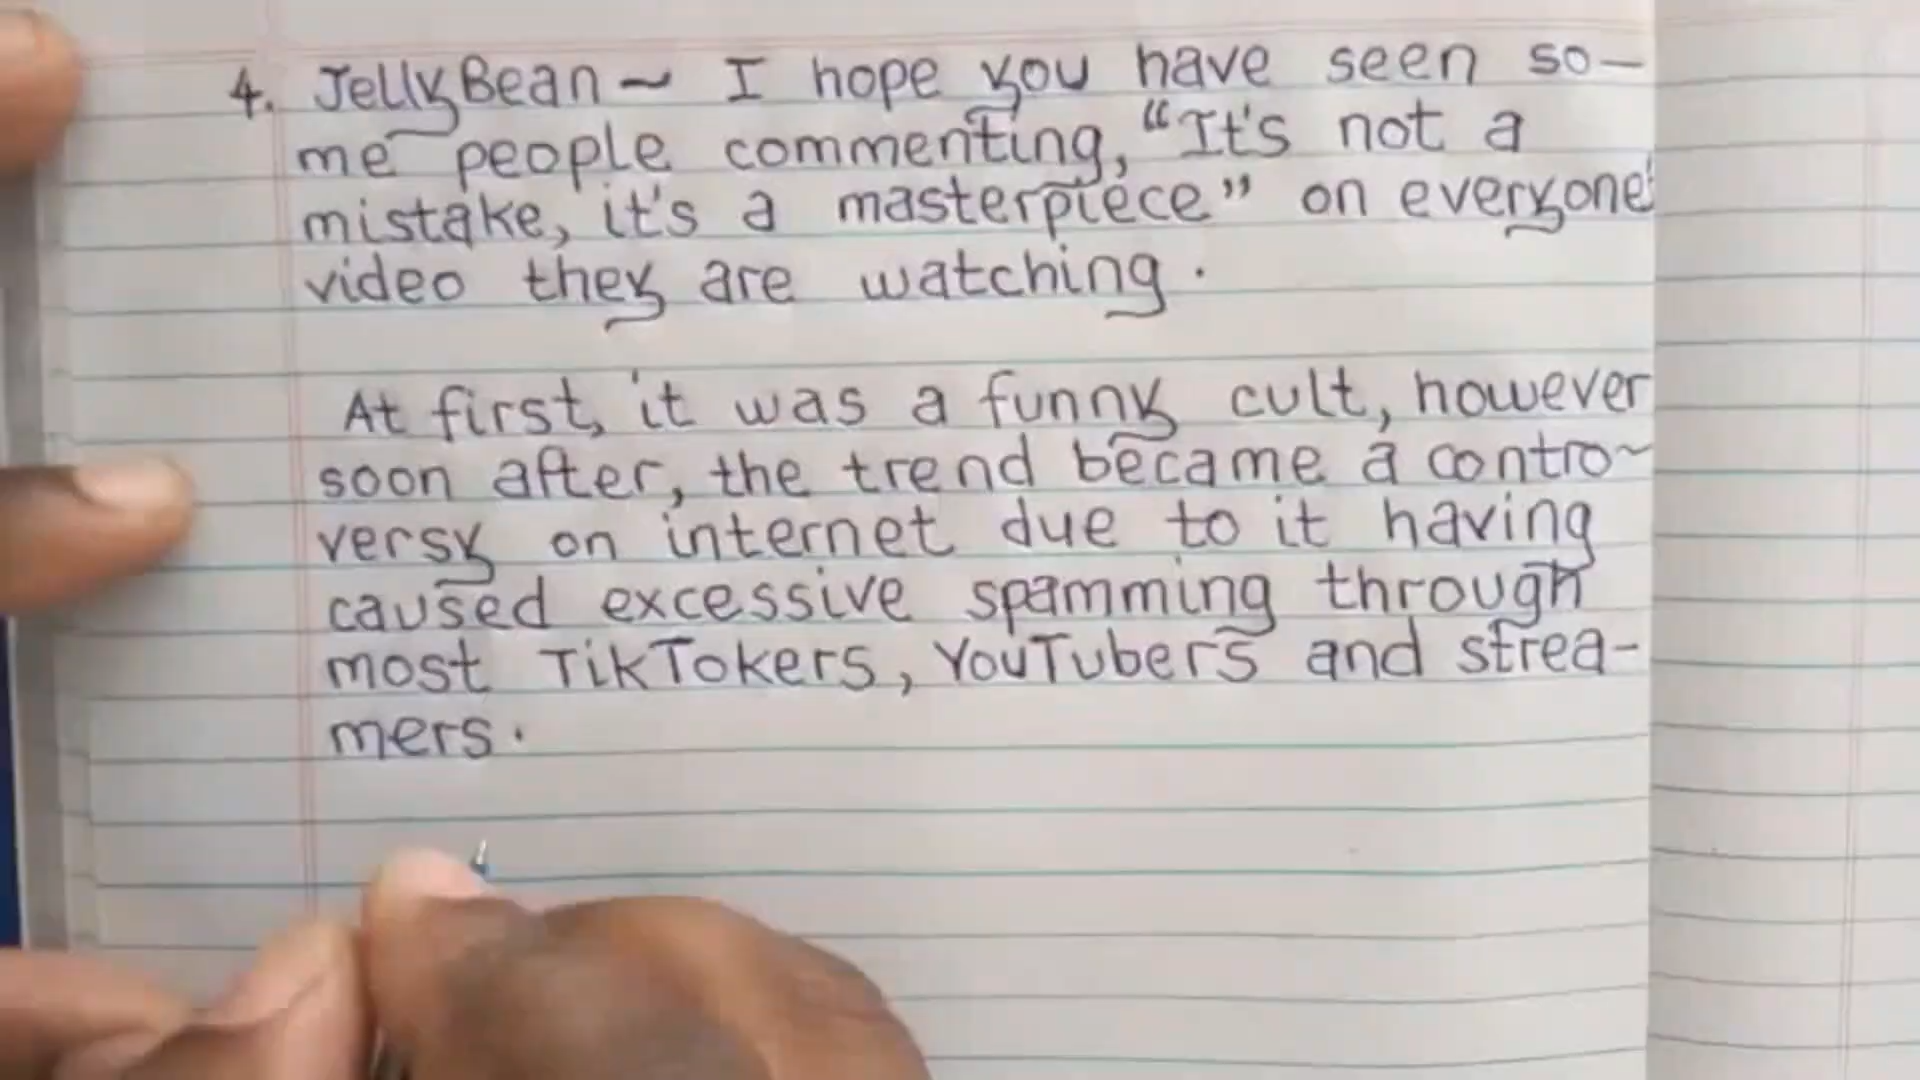 4. JellyBean ~ I hope you have seen so-
me people commenting, "It's not a
mistake, it's a masterpiece" on everyone's
video they are watching.
At first, it was a funny cult, however
soon after, the trend became a contro~
versy on internet due to it having
caused excessive spamming through
most TikTokers, YouTubers and strea-
mers.